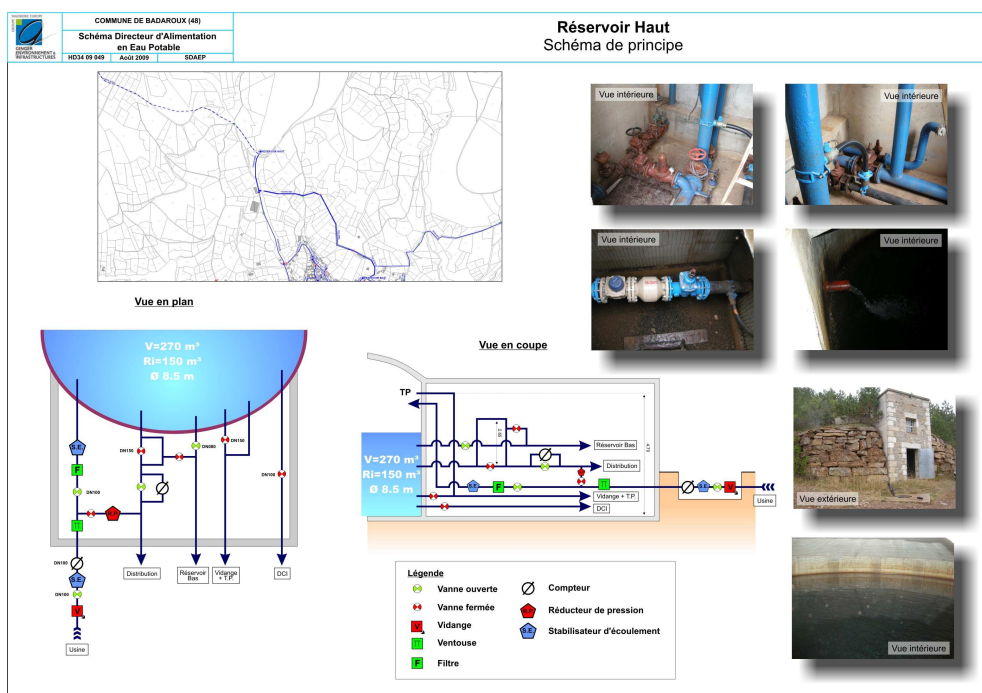 GINGER
ENVIRONNEMENT &
INFRASTRUCTURES
COMMUNE DE BADAROUX (48)
Schéma Directeur d'Alimentation
en Eau Potable
HD34 09 049 Août 2009 SDAEP
Réservoir Haut
Schéma de principe
Vue intérieure
Vue intérieure
Vue intérieure
Vue intérieure
Vue en plan
V=270 m³
Ri=150 m³
Ø 8.5 m
S.E.
F
DN100
DN150
DN080
DN150
DN100
R.P.
DN100
S.E.
DN100
V
Usine
Distribution
Réservoir
Bas
Vidange
+ T.P.
DCI
Vue en coupe
TP
V=270 m³
Ri=150 m³
Ø 8.5 m
S.E.
F
S.E.
V
Réservoir Bas
Distribution
Vidange + T.P.
DCI
Usine
Vue extérieure
Vue intérieure
Légende
Vanne ouverte
Vanne fermée
V Vidange
Ventouse
F Filtre
Compteur
R.P. Réducteur de pression
S.E. Stabilisateur d'écoulement